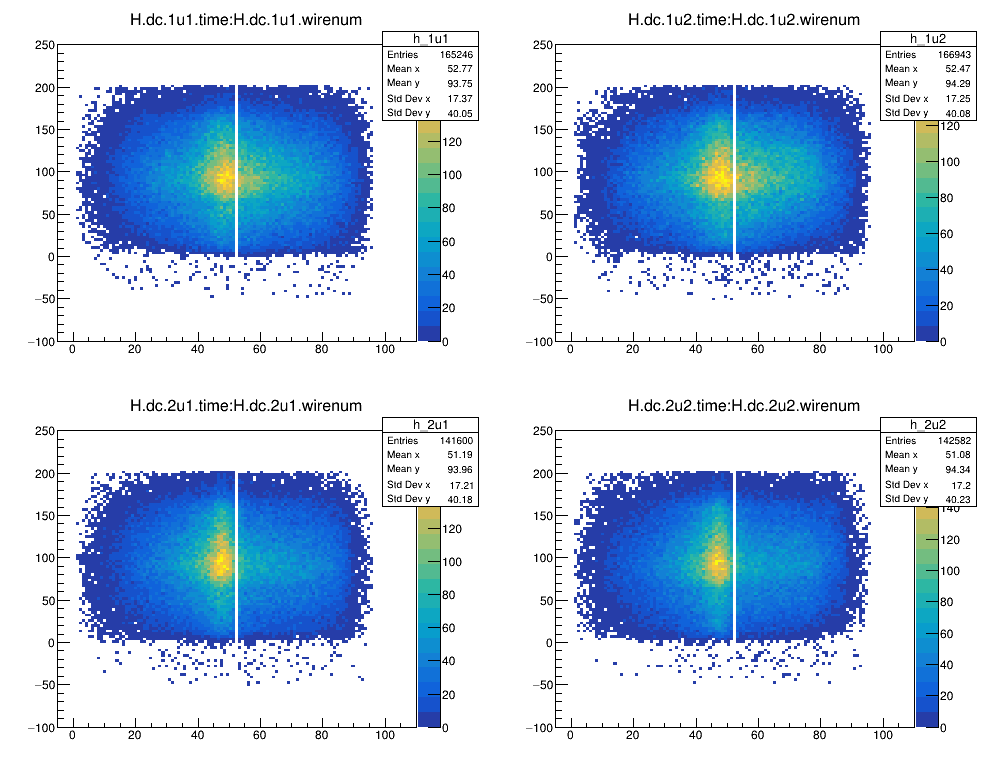 H.dc.1u1.time:H.dc.1u1.wirenum
h_1u1
Entries 165246
Mean x 52.77
Mean y 93.75
Std Dev x 17.37
Std Dev y 40.05
250
200
150
100
50
0
−50
−100
0 20 40 60 80 100
120
100
80
60
40
20
0
H.dc.1u2.time:H.dc.1u2.wirenum
h_1u2
Entries 166943
Mean x 52.47
Mean y 94.29
Std Dev x 17.25
Std Dev y 40.08
250
200
150
100
50
0
−50
−100
0 20 40 60 80 100
120
100
80
60
40
20
0
H.dc.2u1.time:H.dc.2u1.wirenum
h_2u1
Entries 141600
Mean x 51.19
Mean y 93.96
Std Dev x 17.21
Std Dev y 40.18
250
200
150
100
50
0
−50
−100
0 20 40 60 80 100
120
100
80
60
40
20
0
H.dc.2u2.time:H.dc.2u2.wirenum
h_2u2
Entries 142582
Mean x 51.08
Mean y 94.34
Std Dev x 17.2
Std Dev y 40.23
250
200
150
100
50
0
−50
−100
0 20 40 60 80 100
140
120
100
80
60
40
20
0